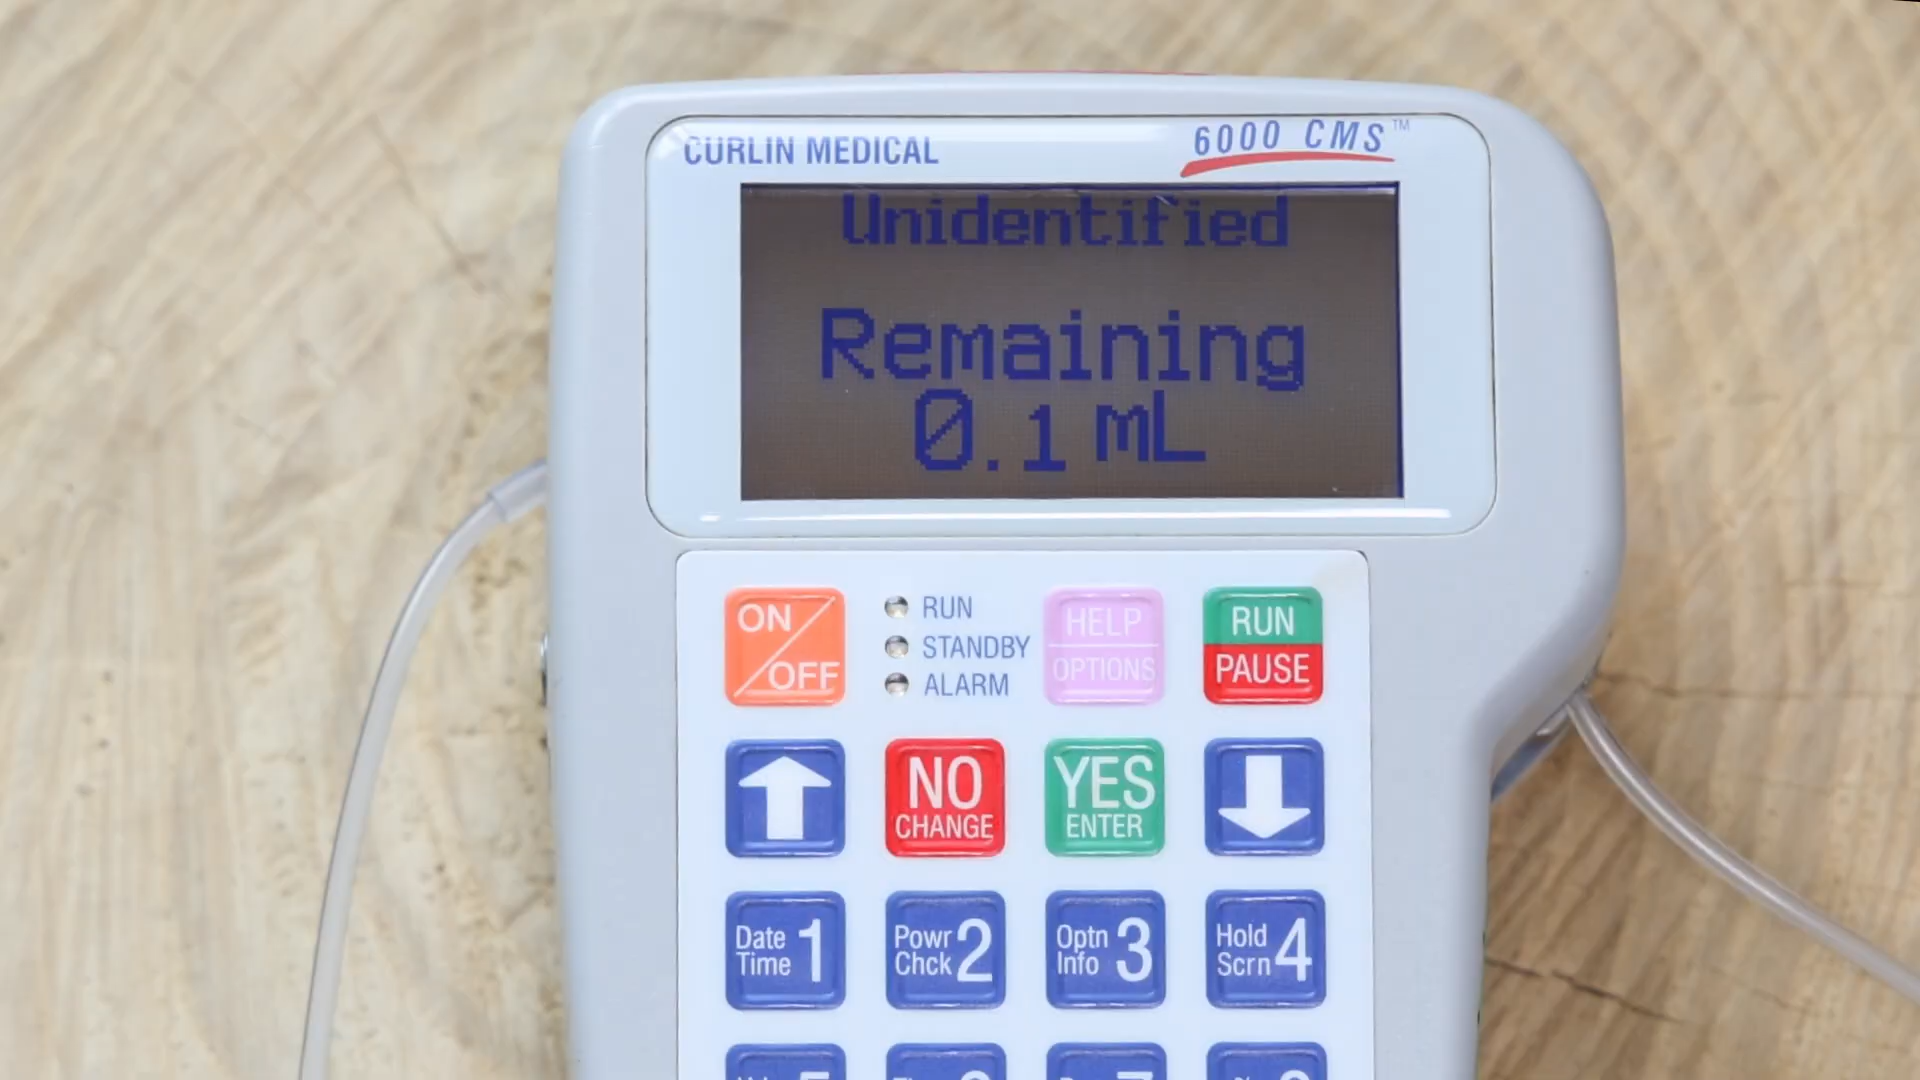 CURLIN MEDICAL
6000 CMS™
Unidentified
Remaining
0.1 mL
ON/OFF
RUN
STANDBY
ALARM
HELP
OPTIONS
RUN
PAUSE
NO
CHANGE
YES
ENTER
Date
Time
1
Powr
Chck
2
Optn
Info
3
Hold
Scrn
4